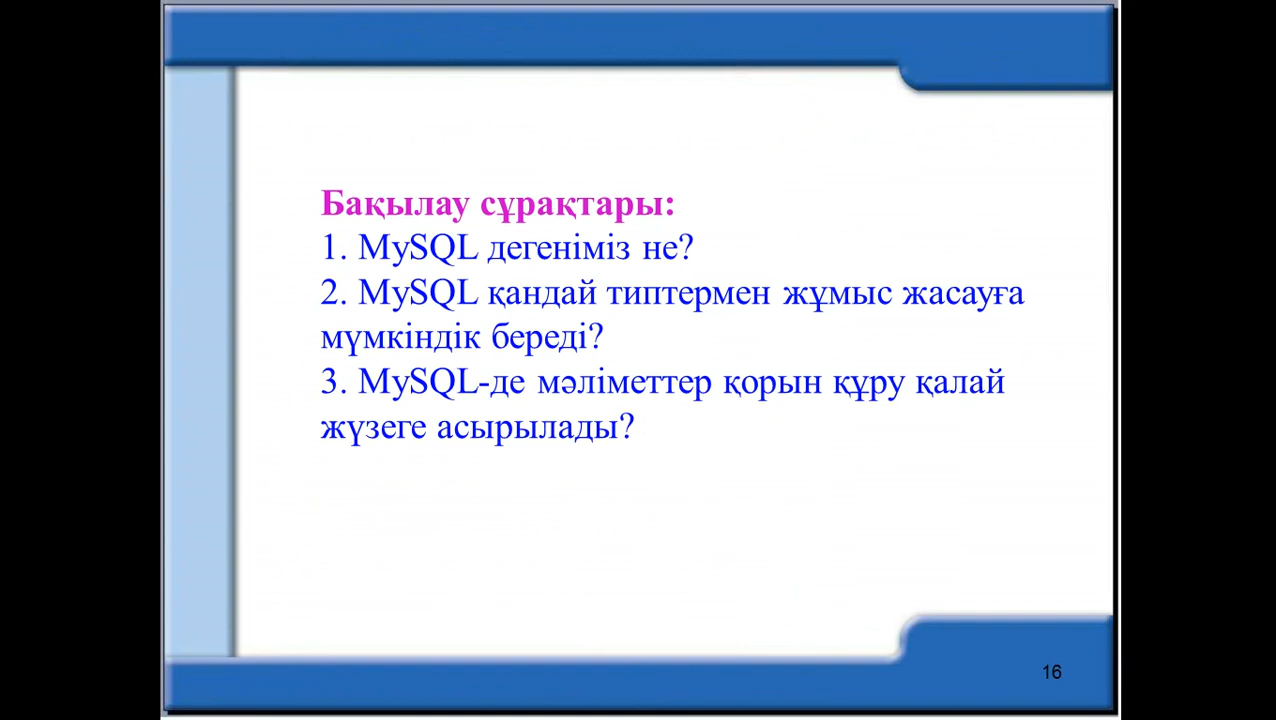 Бақылау сұрақтары:
1. MySQL дегеніміз не?
2. MySQL қандай типтермен жұмыс жасауға
мүмкіндік береді?
3. MySQL-де мәліметтер қорын құру қалай
жүзеге асырылады?
16